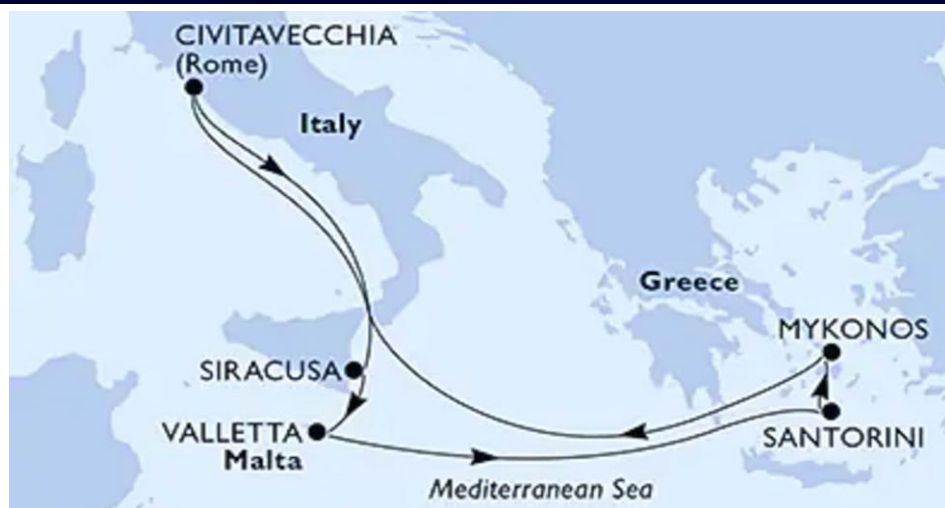 CIVITAVECCHIA
(Rome)
Italy
Greece
MYKONOS
SIRACUSA
SANTORINI
VALLETTA
Malta
Mediterranean Sea